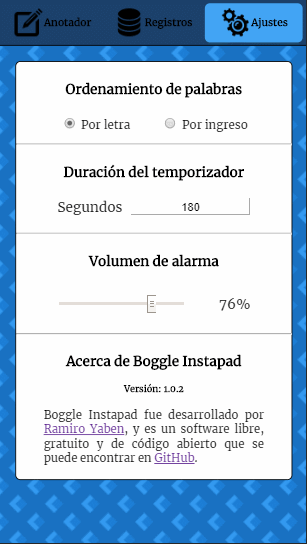 Anotador Registros Ajustes
Ordenamiento de palabras
Por letra Por ingreso
Duración del temporizador
Segundos 180
Volumen de alarma
76%
Acerca de Boggle Instapad
Versión: 1.0.2
Boggle Instapad fue desarrollado por
Ramiro Yaben, y es un software libre,
gratuito y de código abierto que se
puede encontrar en GitHub.